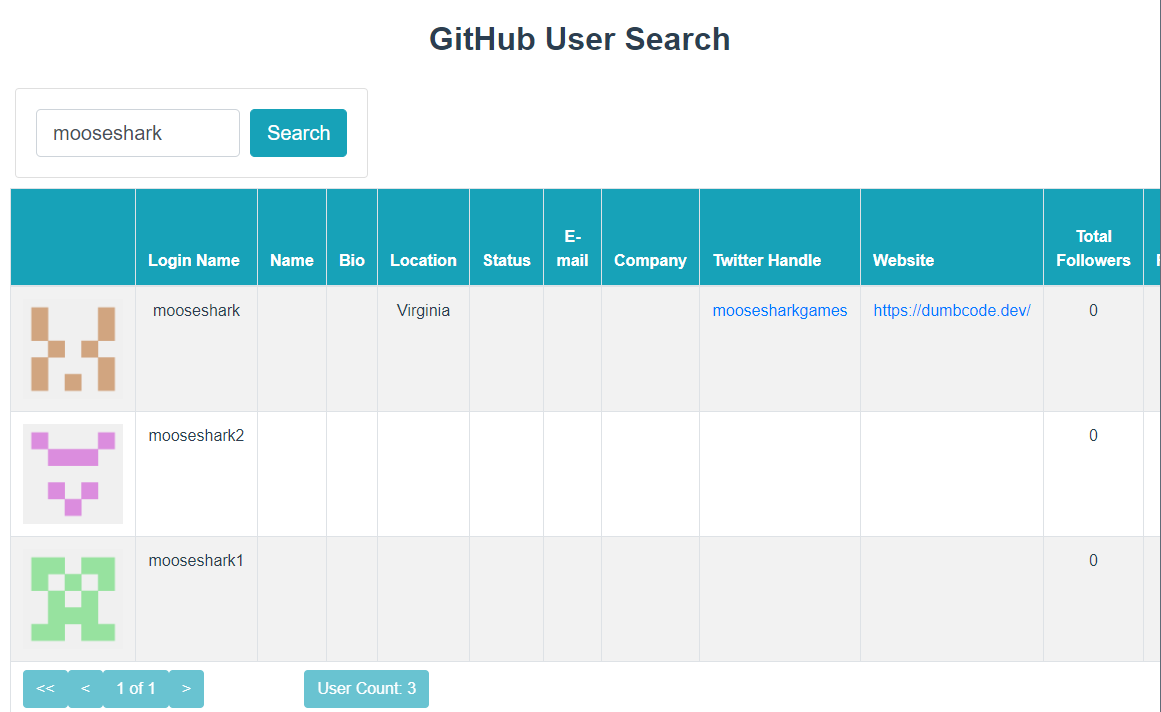 GitHub User Search
mooseshark
Search
Login Name Name Bio Location Status E-mail Company Twitter Handle Website Total Followers
mooseshark Virginia moosesharkgames https://dumbcode.dev/ 0
mooseshark2 0
mooseshark1 0
<< < 1 of 1 > User Count: 3